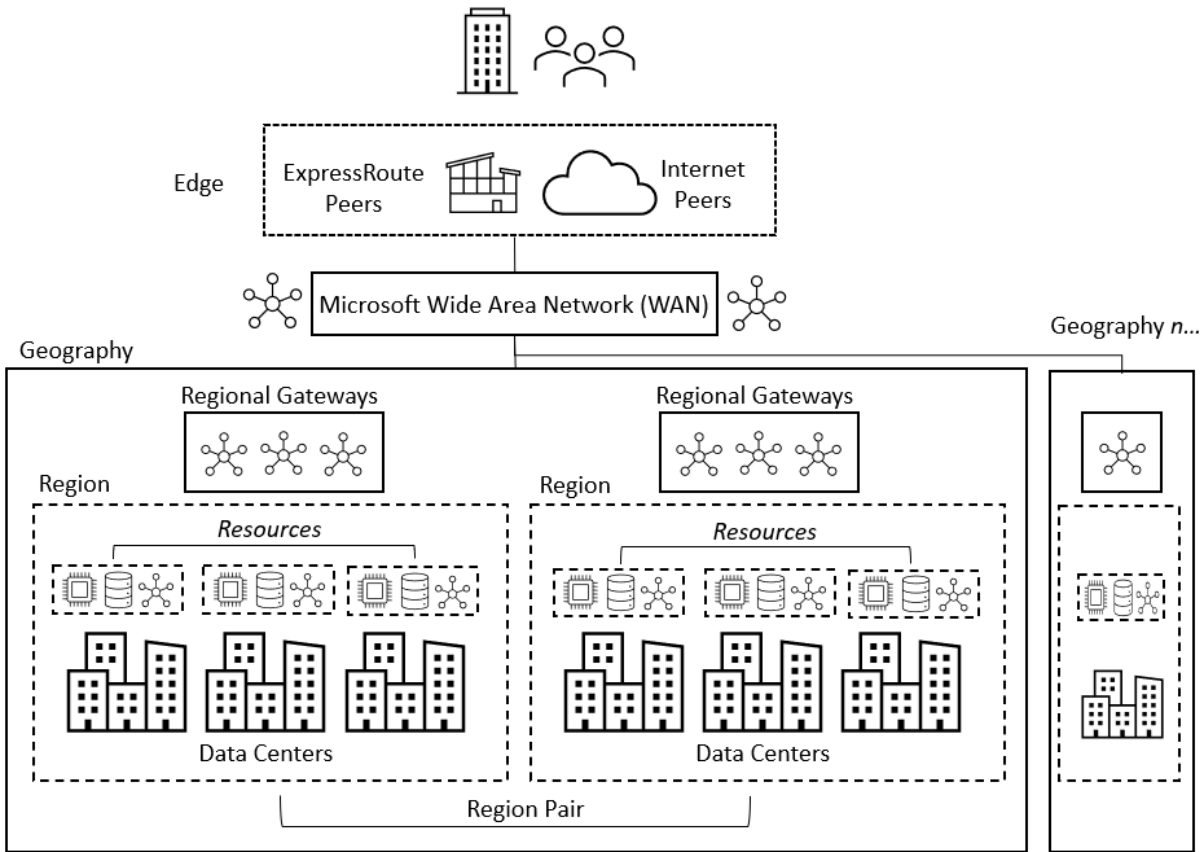 ExpressRoute
Peers
Internet
Peers
Edge
Microsoft Wide Area Network (WAN)
Geography n...
Geography
Regional Gateways
Regional Gateways
Region
Region
Resources
Resources
Data Centers
Data Centers
Region Pair